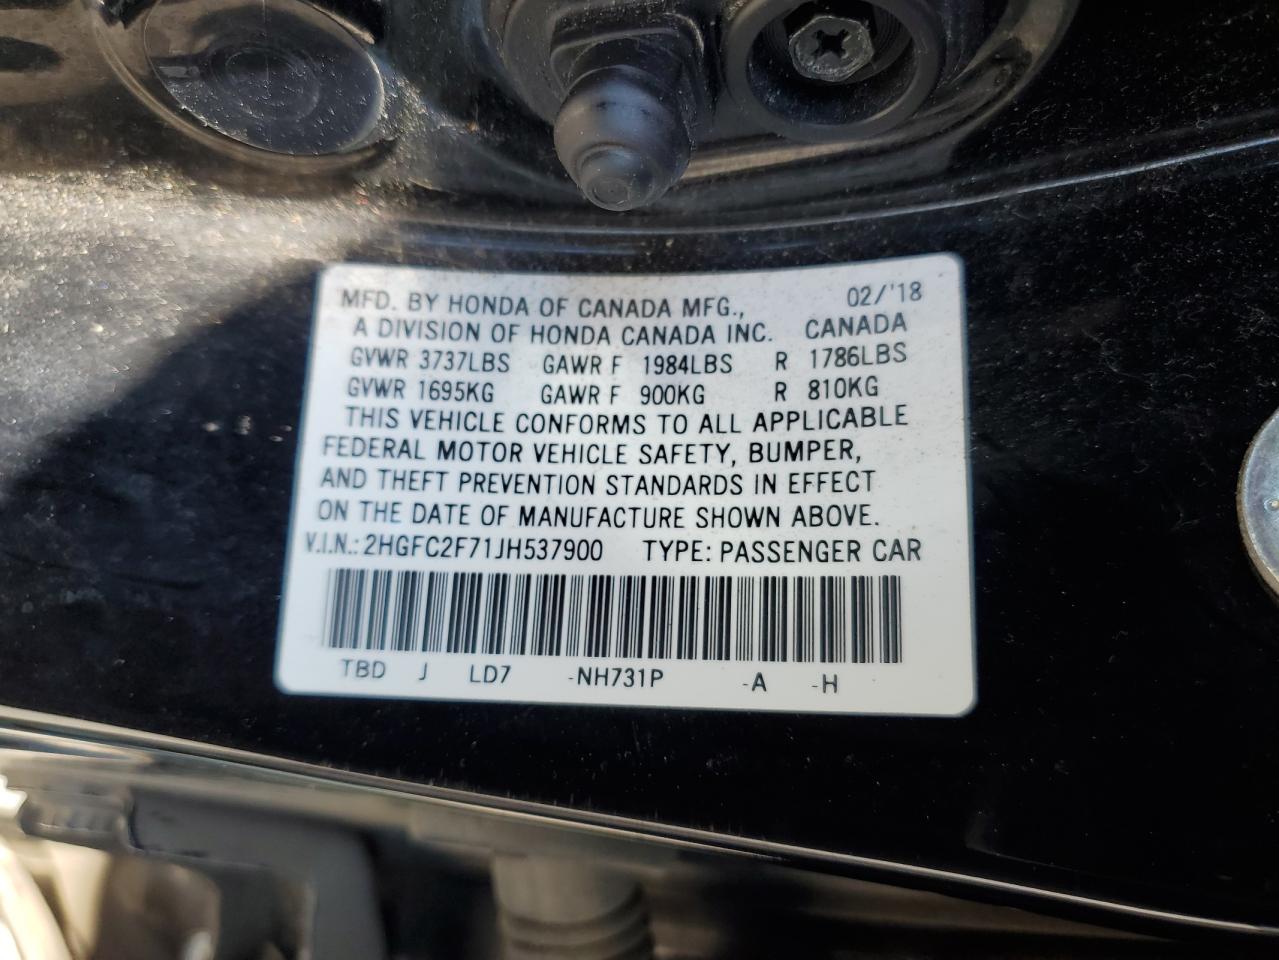 MFD. BY HONDA OF CANADA MFG., 02/'18
A DIVISION OF HONDA CANADA INC. CANADA
GVWR 3737LBS GAWR F 1984LBS R 1786LBS
GVWR 1695KG GAWR F 900KG R 810KG
THIS VEHICLE CONFORMS TO ALL APPLICABLE
FEDERAL MOTOR VEHICLE SAFETY, BUMPER,
AND THEFT PREVENTION STANDARDS IN EFFECT
ON THE DATE OF MANUFACTURE SHOWN ABOVE.
V.I.N.: 2HGFC2F71JH537900 TYPE: PASSENGER CAR
TBD J LD7 -NH731P -A -H